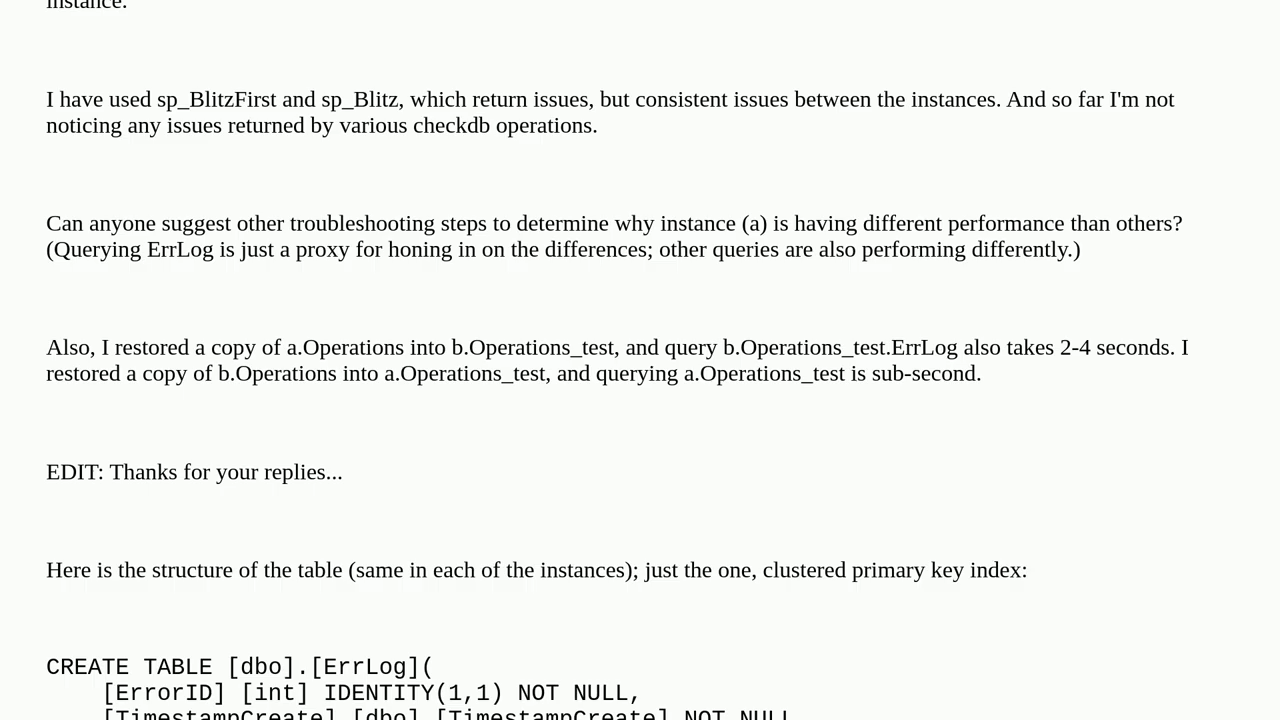 instance.
I have used sp_BlitzFirst and sp_Blitz, which return issues, but consistent issues between the instances. And so far I'm not
noticing any issues returned by various checkdb operations.
Can anyone suggest other troubleshooting steps to determine why instance (a) is having different performance than others?
(Querying ErrLog is just a proxy for honing in on the differences; other queries are also performing differently.)
Also, I restored a copy of a.Operations into b.Operations_test, and query b.Operations_test.ErrLog also takes 2-4 seconds. I
restored a copy of b.Operations into a.Operations_test, and querying a.Operations_test is sub-second.
EDIT: Thanks for your replies...
Here is the structure of the table (same in each of the instances); just the one, clustered primary key index:
CREATE TABLE [dbo].[ErrLog](
[ErrorID] [int] IDENTITY(1,1) NOT NULL,
[TimestampCreate] [dbo].[TimestampCreate] NOT NULL